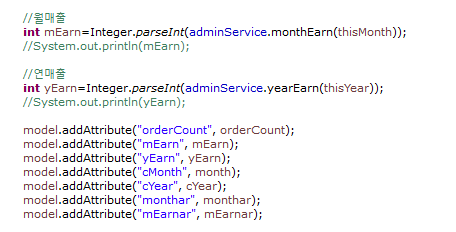 //월매출
int mEarn=Integer.parseInt(adminService.monthEarn(thisMonth));
//System.out.println(mEarn);
//연매출
int yEarn=Integer.parseInt(adminService.yearEarn(thisYear));
//System.out.println(yEarn);
model.addAttribute("orderCount", orderCount);
model.addAttribute("mEarn", mEarn);
model.addAttribute("yEarn", yEarn);
model.addAttribute("cMonth", month);
model.addAttribute("cYear", cYear);
model.addAttribute("monthar", monthar);
model.addAttribute("mEarnar", mEarnar);